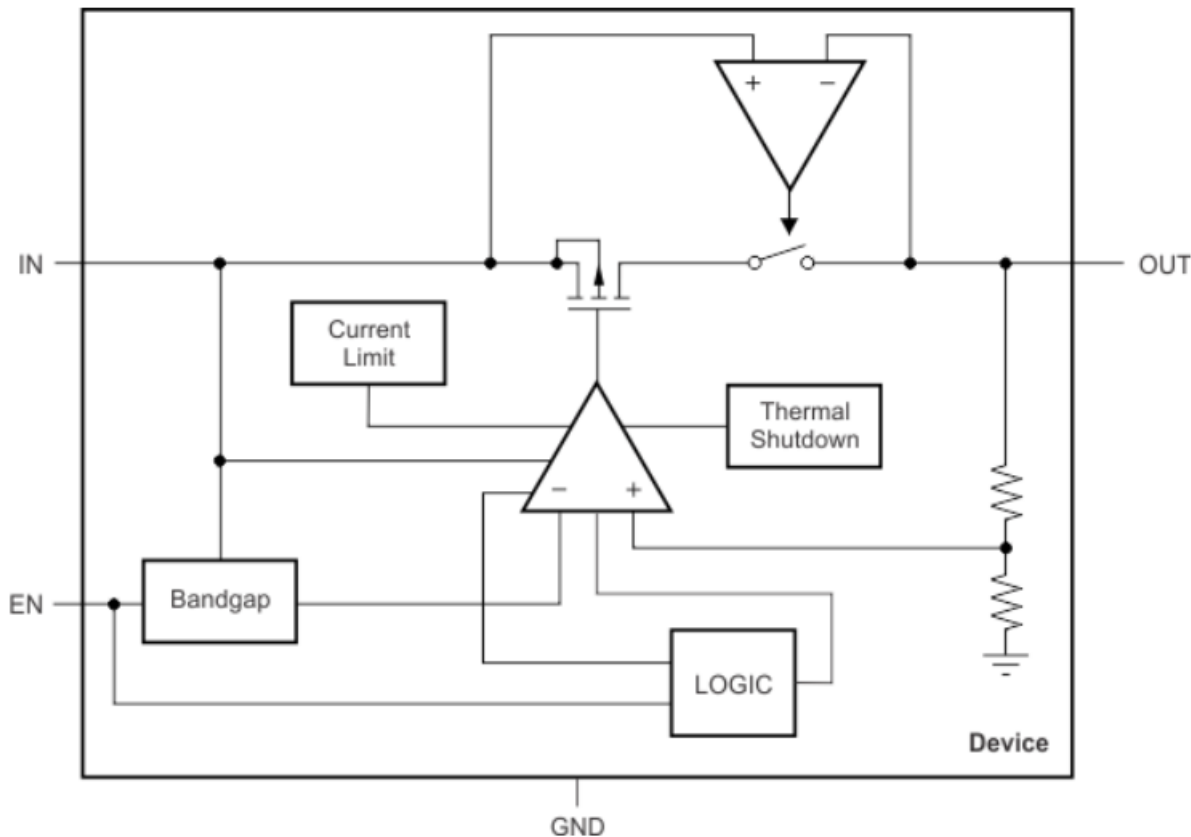 + −
IN
OUT
Current
Limit
Thermal
Shutdown
− +
EN
Bandgap
LOGIC
Device
GND